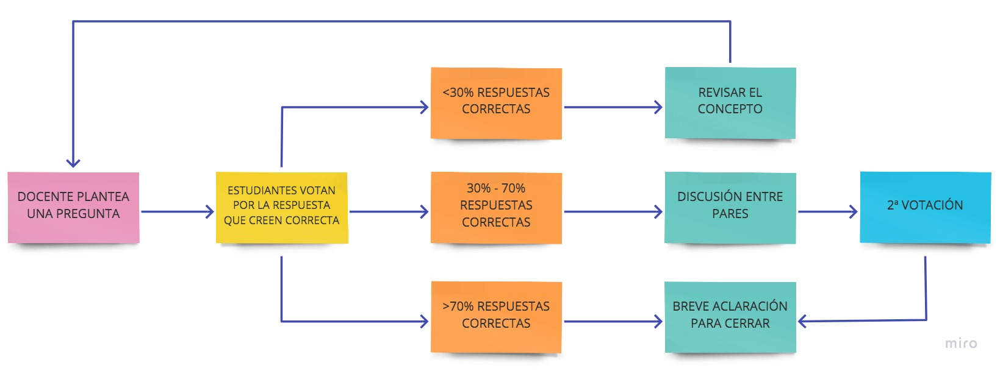 <30% RESPUESTAS
CORRECTAS
REVISAR EL
CONCEPTO
DOCENTE PLANTEA
UNA PREGUNTA
ESTUDIANTES VOTAN
POR LA RESPUESTA
QUE CREEN CORRECTA
30% - 70%
RESPUESTAS
CORRECTAS
DISCUSIÓN ENTRE
PARES
2ª VOTACIÓN
>70% RESPUESTAS
CORRECTAS
BREVE ACLARACIÓN
PARA CERRAR
miro